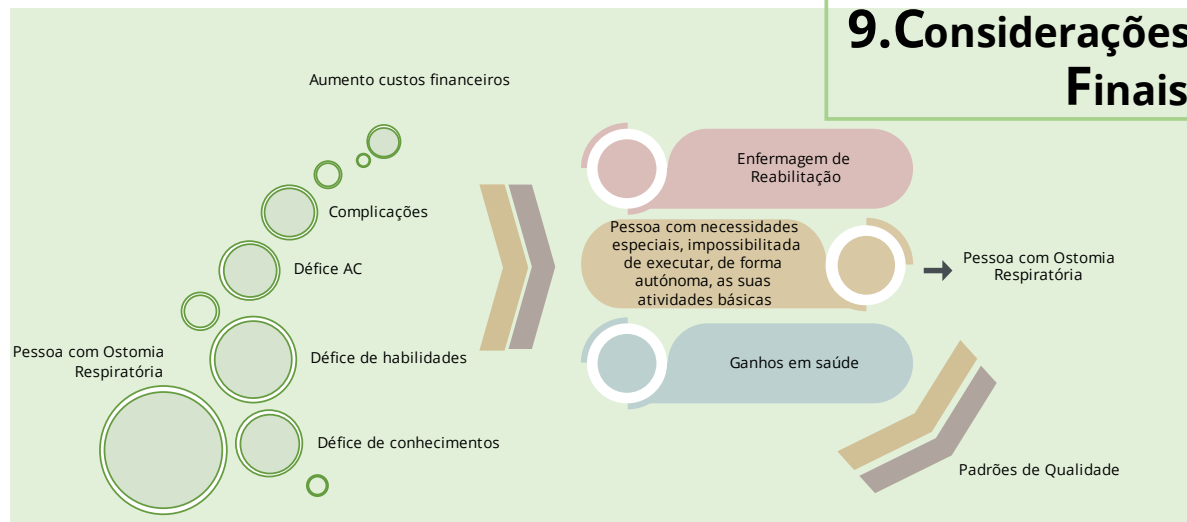 9.Considerações
Finais
Aumento custos financeiros
Complicações
Défice AC
Défice de habilidades
Pessoa com Ostomia
Respiratória
Défice de conhecimentos
Enfermagem de
Reabilitação
Pessoa com necessidades
especiais, impossibilitada
de executar, de forma
autónoma, as suas
atividades básicas
Pessoa com Ostomia
Respiratória
Ganhos em saúde
Padrões de Qualidade